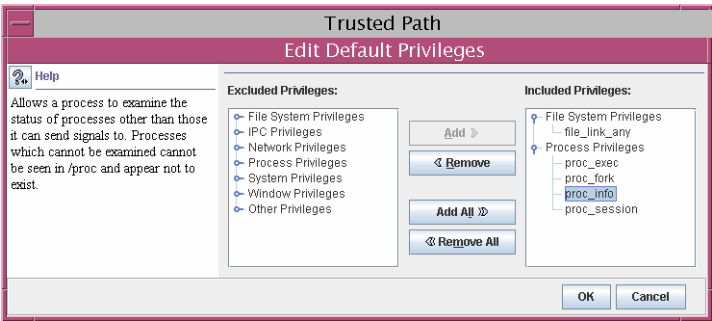 Trusted Path
Edit Default Privileges
Help
Allows a process to examine the
status of processes other than those
it can send signals to. Processes
which cannot be examined cannot
be seen in /proc and appear not to
exist.
Excluded Privileges:
File System Privileges
IPC Privileges
Network Privileges
Process Privileges
System Privileges
Window Privileges
Other Privileges
Add
Remove
Add All
Remove All
Included Privileges:
File System Privileges
file_link_any
Process Privileges
proc_exec
proc_fork
proc_info
proc_session
OK
Cancel